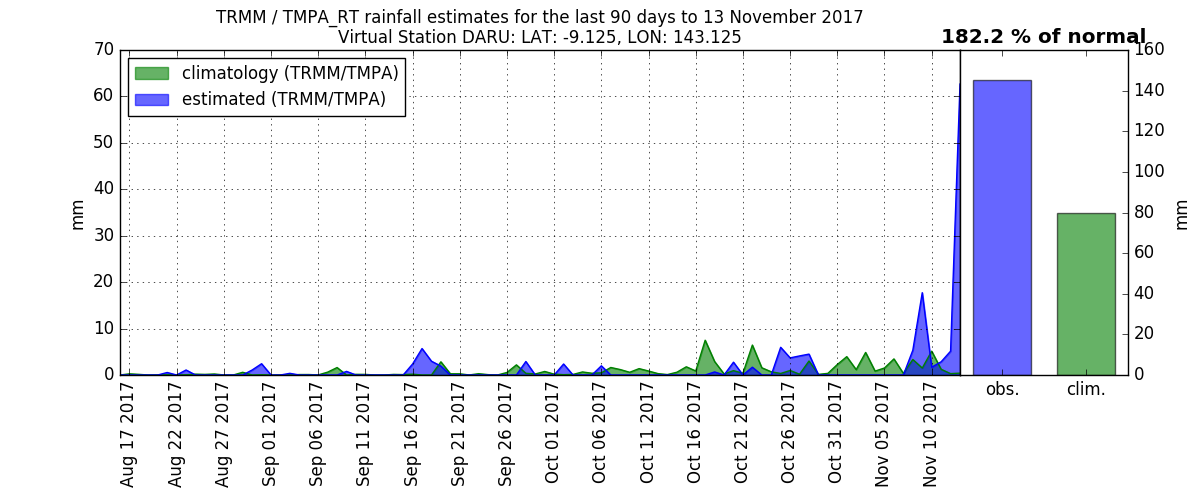 TRMM / TMPA_RT rainfall estimates for the last 90 days to 13 November 2017
Virtual Station DARU: LAT: -9.125, LON: 143.125
182.2 % of normal
climatology (TRMM/TMPA)
estimated (TRMM/TMPA)
70
60
50
40
30
20
10
0
mm
Aug 17 2017
Aug 22 2017
Aug 27 2017
Sep 01 2017
Sep 06 2017
Sep 11 2017
Sep 16 2017
Sep 21 2017
Sep 26 2017
Oct 01 2017
Oct 06 2017
Oct 11 2017
Oct 16 2017
Oct 21 2017
Oct 26 2017
Oct 31 2017
Nov 05 2017
Nov 10 2017
obs.
clim.
160
140
120
100
80
60
40
20
0
mm